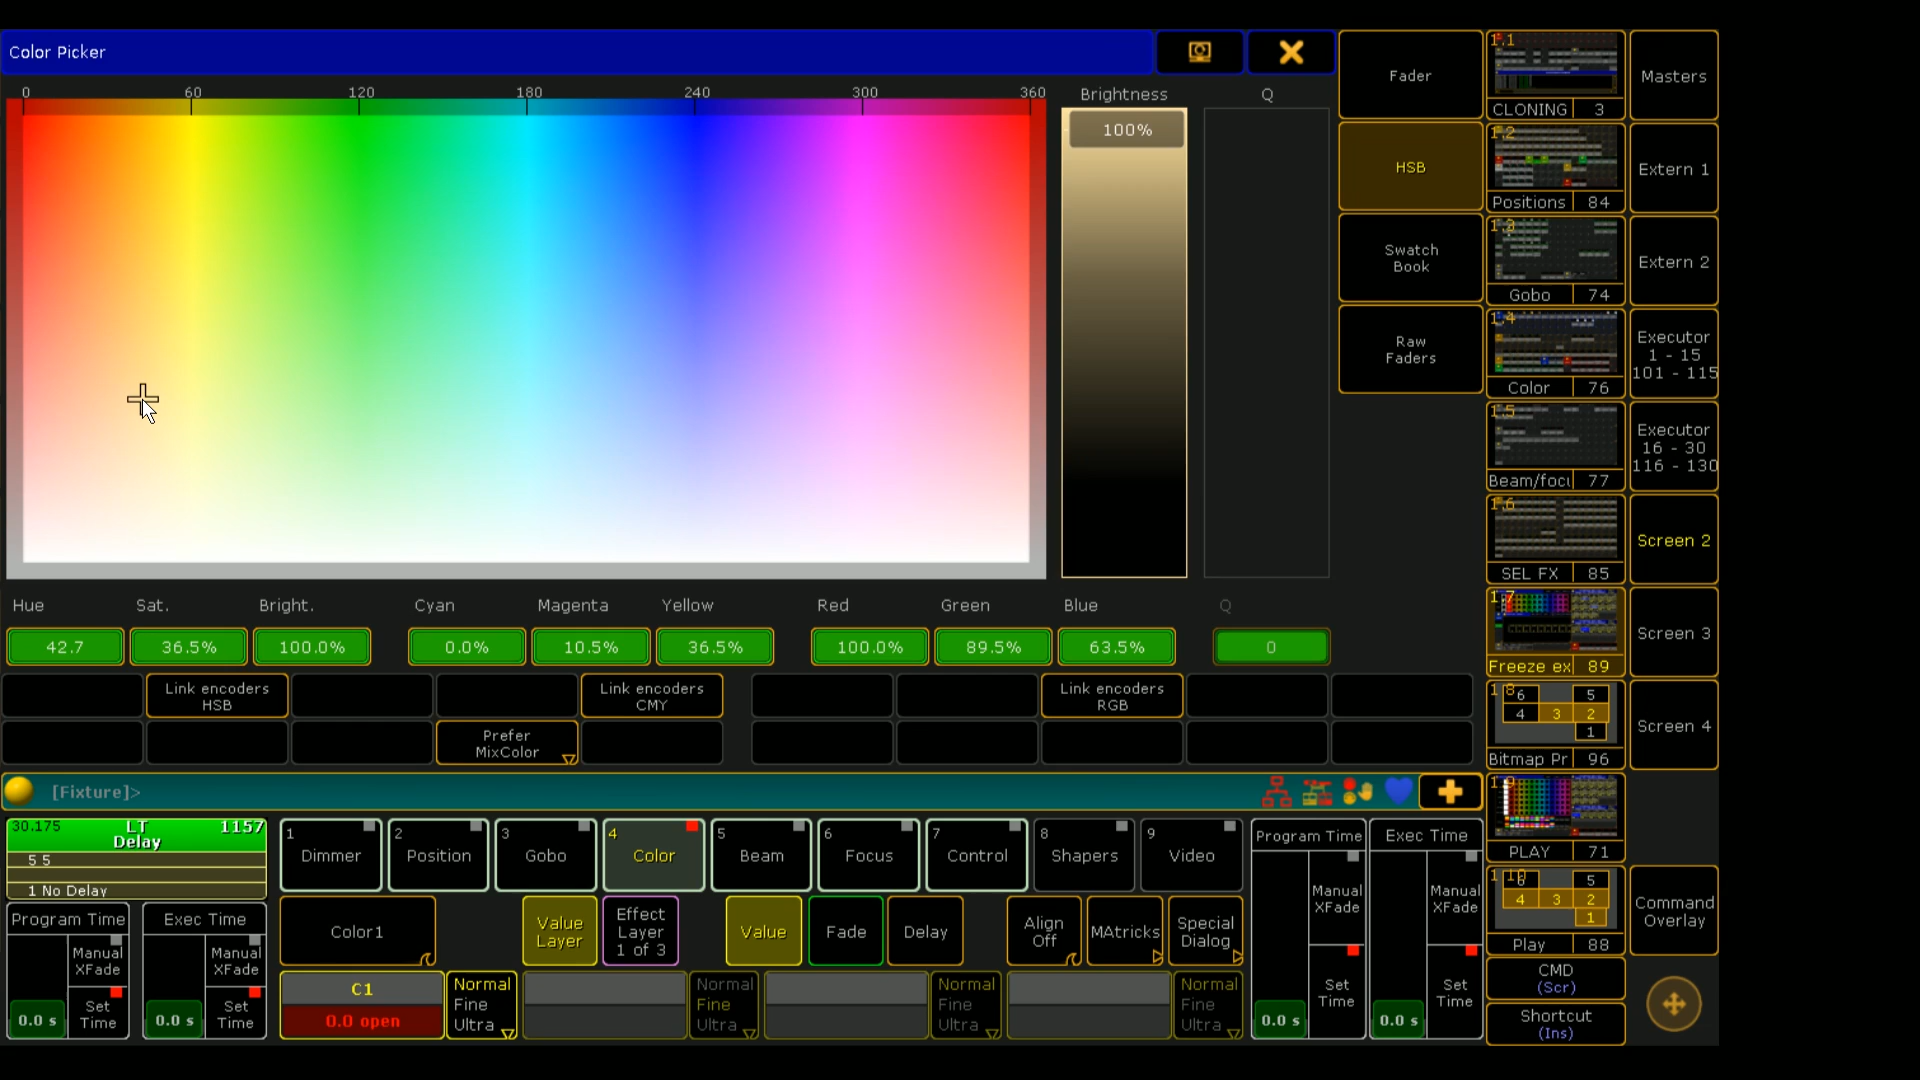 Color Picker
0 60 120 180 240 300 360
Brightness
Q
100%
Fader
HSB
Swatch
Book
Raw
Faders
1.1
CLONING 3
1.2
Positions 84
Gobo 74
1.4
Color 76
1.5
77
1.6
SEL FX 85
1.7
Freeze ex 89
6 5
4 3 2
1
Bitmap Pr 96
PLAY 71
1.10
6 5
4 3 2
1
Play 88
CMD
(Scr)
Shortcut
(Ins)
Masters
Extern 1
Extern 2
Executor
1 - 15
101 - 115
Executor
16 - 30
116 - 130
Screen 2
Screen 3
Screen 4
Command
Overlay
Hue Sat. Bright. Cyan Magenta Yellow Red Green Blue Q
42.7 36.5% 100.0% 0.0% 10.5% 36.5% 100.0% 89.5% 63.5% 0
Link encoders
HSB
Link encoders
CMY
Link encoders
RGB
Prefer
MixColor
[Fixture]>
30.175 LT 1157
Delay
5 5
1 No Delay
1 Dimmer
2 Position
3 Gobo
4 Color
5 Beam
6 Focus
7 Control
8 Shapers
9 Video
Program Time
Exec Time
Manual
XFade
Manual
XFade
Set
Time
Set
Time
0.0 s
0.0 s
Color1
Value
Layer
Effect
Layer
1 of 3
Value
Fade
Delay
Align
Off
MAtricks
Special
Dialog
C1
0.0 open
Normal
Fine
Ultra
Normal
Fine
Ultra
Normal
Fine
Ultra
Normal
Fine
Ultra
Program Time
Exec Time
Manual
XFade
Manual
XFade
Set
Time
Set
Time
0.0 s
0.0 s